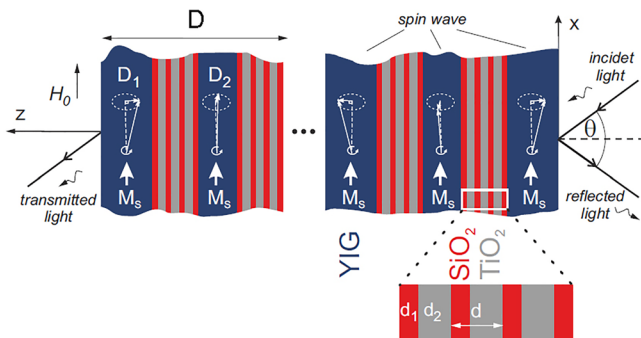 D
spin wave
x
D₁
D₂
H₀
incidet
light
z
θ
•••
transmitted
light
Mₛ
Mₛ
Mₛ
Mₛ
Mₛ
reflected
light
YIG
SiO₂
TiO₂
d₁
d₂
d